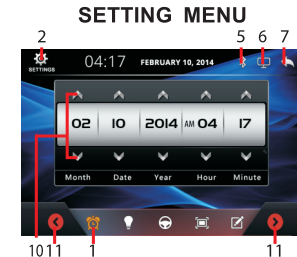 SETTING MENU
2 5 6 7
SETTINGS 04:17 FEBRUARY 10, 2014
02 10 2014 AM 04 17
Month Date Year Hour Minute
10 11 1 11